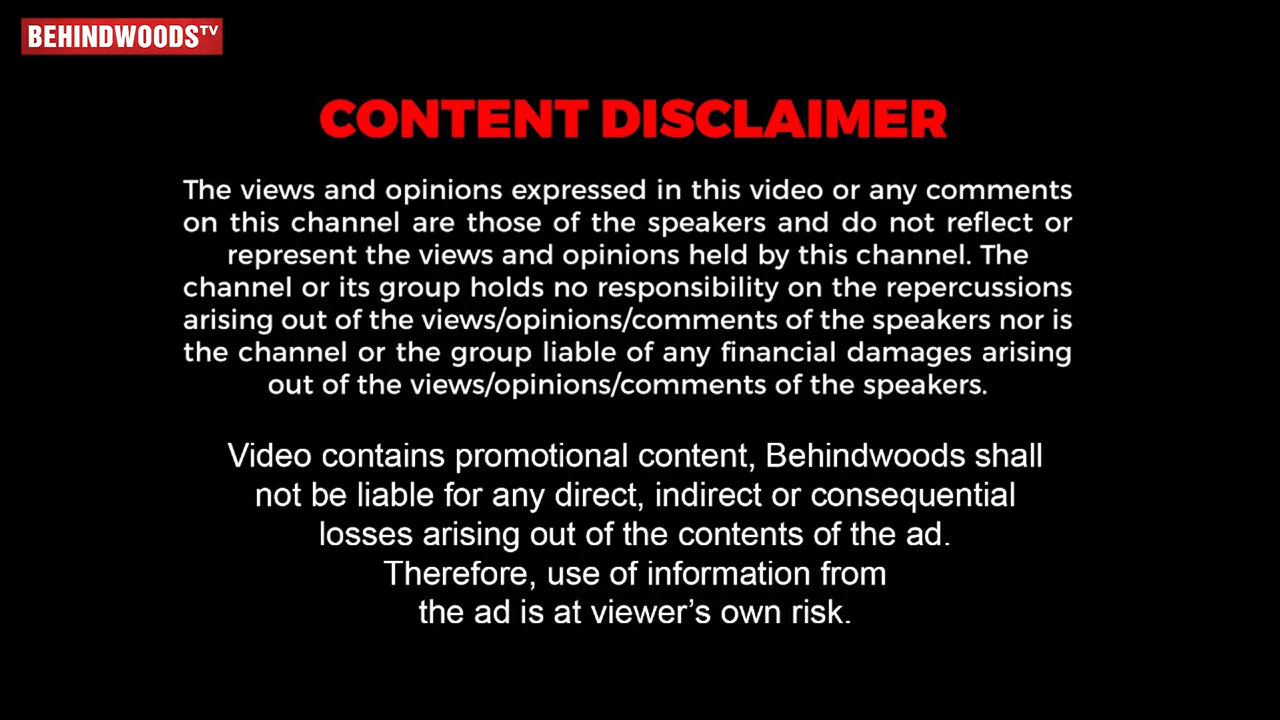 BEHINDWOODS TV
CONTENT DISCLAIMER
The views and opinions expressed in this video or any comments
on this channel are those of the speakers and do not reflect or
represent the views and opinions held by this channel. The
channel or its group holds no responsibility on the repercussions
arising out of the views/opinions/comments of the speakers nor is
the channel or the group liable of any financial damages arising
out of the views/opinions/comments of the speakers.
Video contains promotional content, Behindwoods shall
not be liable for any direct, indirect or consequential
losses arising out of the contents of the ad.
Therefore, use of information from
the ad is at viewer’s own risk.